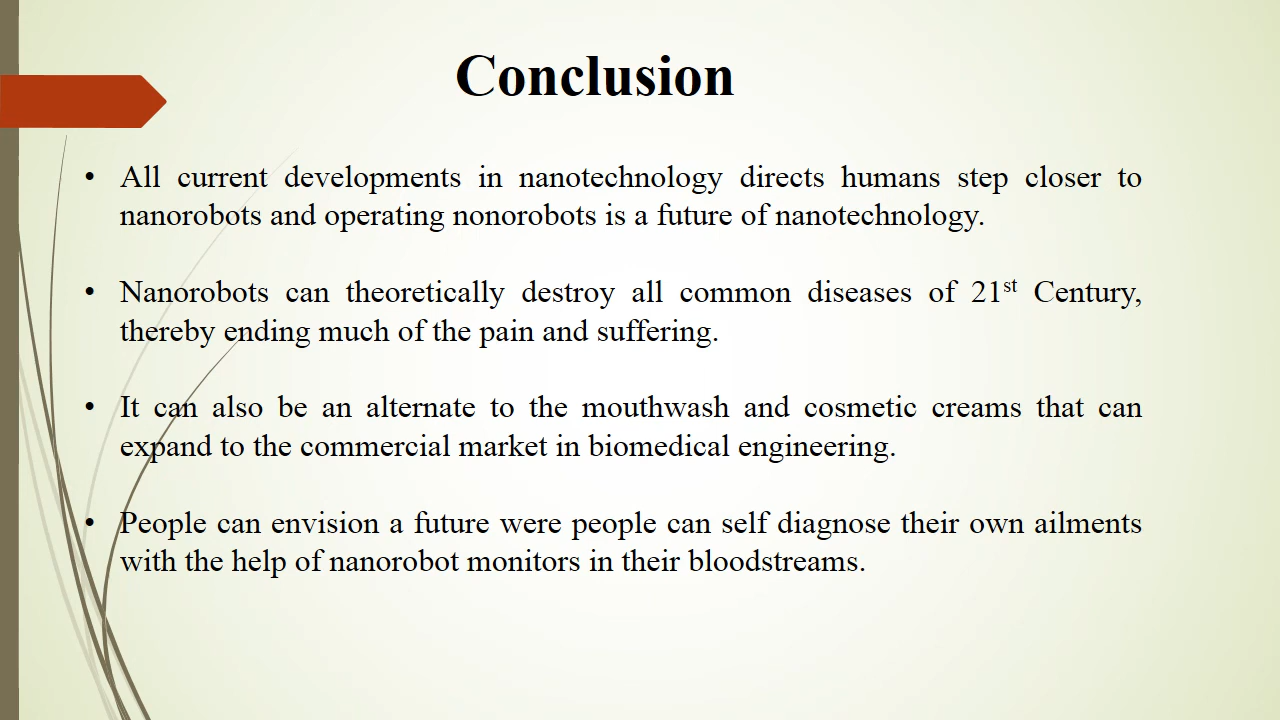 Conclusion
• All current developments in nanotechnology directs humans step closer to
nanorobots and operating nonorobots is a future of nanotechnology.
• Nanorobots can theoretically destroy all common diseases of 21st Century,
thereby ending much of the pain and suffering.
• It can also be an alternate to the mouthwash and cosmetic creams that can
expand to the commercial market in biomedical engineering.
• People can envision a future were people can self diagnose their own ailments
with the help of nanorobot monitors in their bloodstreams.